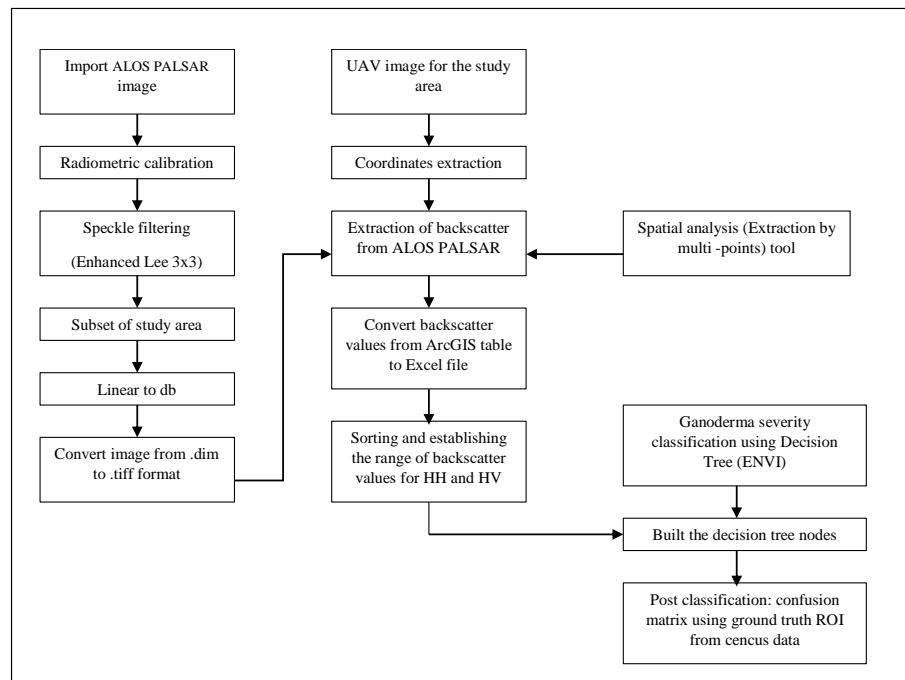 Import ALOS PALSAR
image
Radiometric calibration
Speckle filtering
(Enhanced Lee 3x3)
Subset of study area
Linear to db
Convert image from .dim
to .tiff format
UAV image for the study
area
Coordinates extraction
Extraction of backscatter
from ALOS PALSAR
Convert backscatter
values from ArcGIS table
to Excel file
Sorting and establishing
the range of backscatter
values for HH and HV
Spatial analysis (Extraction by
multi -points) tool
Ganoderma severity
classification using Decision
Tree (ENVI)
Built the decision tree nodes
Post classification: confusion
matrix using ground truth ROI
from cencus data